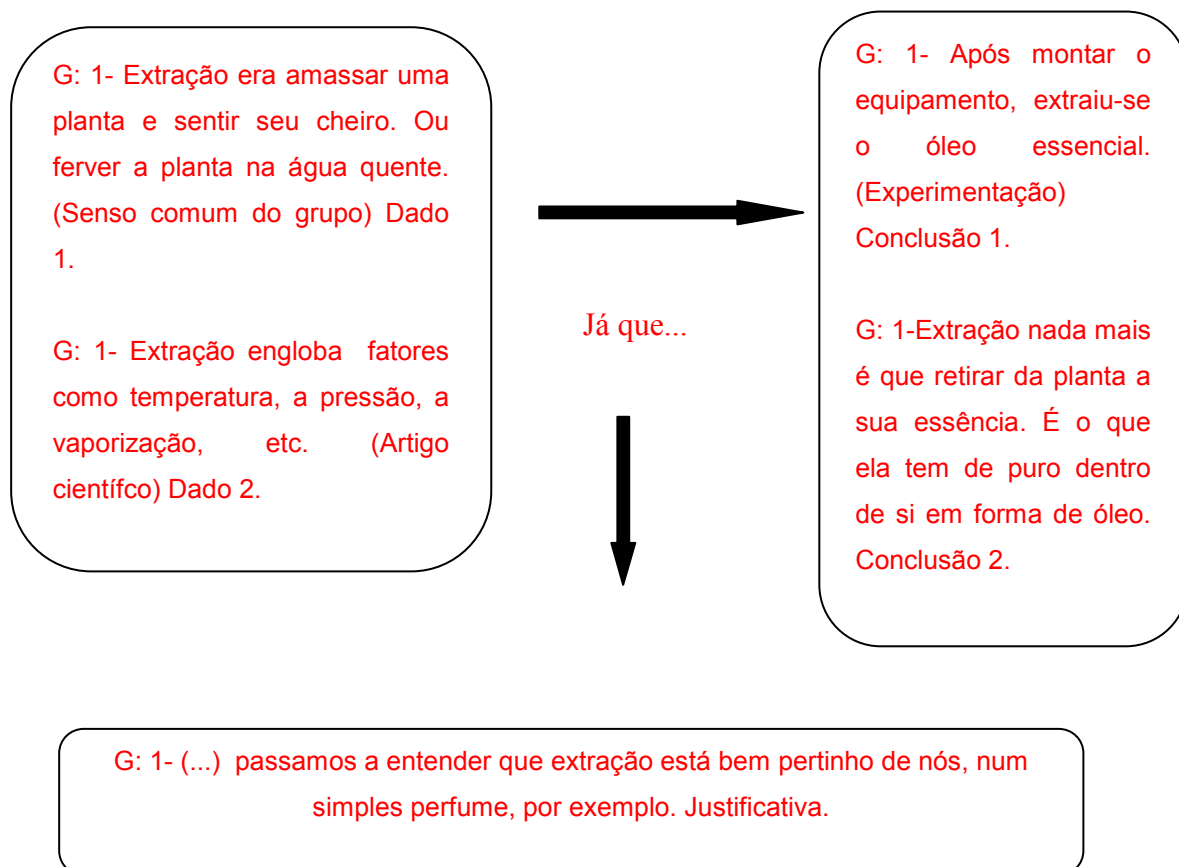 G: 1- Extração era amassar uma
planta e sentir seu cheiro. Ou
ferver a planta na água quente.
(Senso comum do grupo) Dado
1.
G: 1- Extração engloba fatores
como temperatura, a pressão, a
vaporização, etc. (Artigo
científco) Dado 2.
Já que...
G: 1- Após montar o
equipamento, extraiu-se
o óleo essencial.
(Experimentação)
Conclusão 1.
G: 1-Extração nada mais
é que retirar da planta a
sua essência. É o que
ela tem de puro dentro
de si em forma de óleo.
Conclusão 2.
G: 1- (...) passamos a entender que extração está bem pertinho de nós, num
simples perfume, por exemplo. Justificativa.